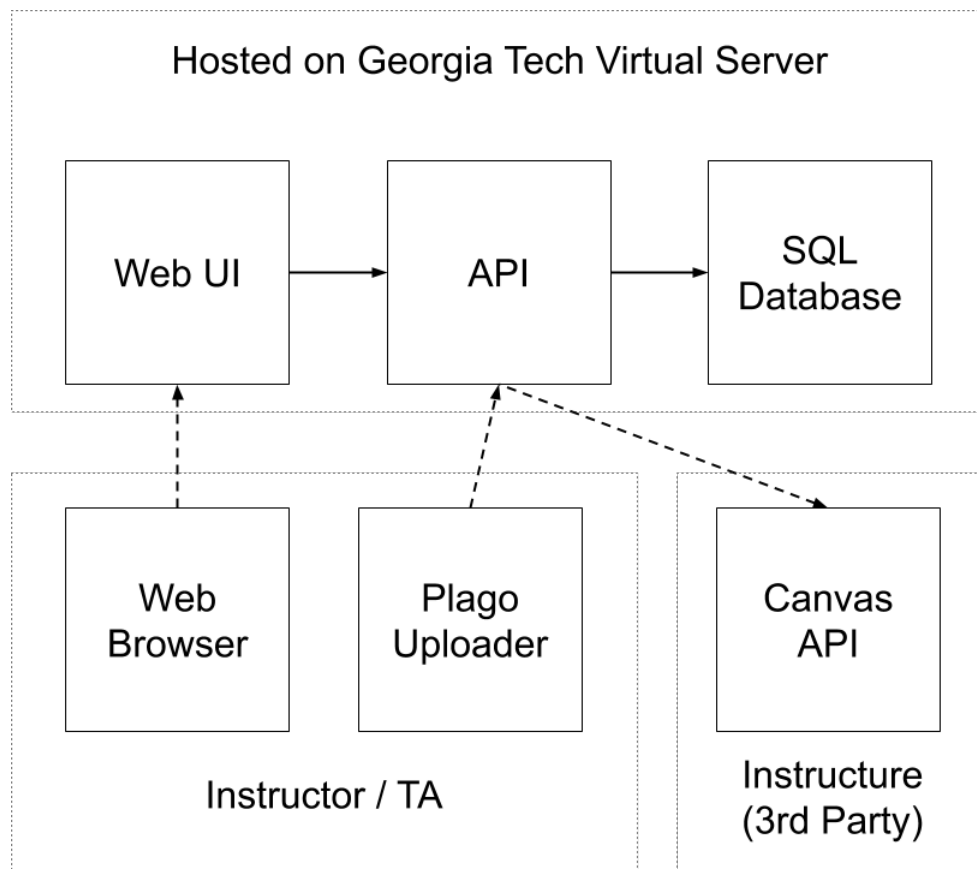 Hosted on Georgia Tech Virtual Server
Web UI
API
SQL
Database
Web
Browser
Plago
Uploader
Canvas
API
Instructor / TA
Instructure
(3rd Party)